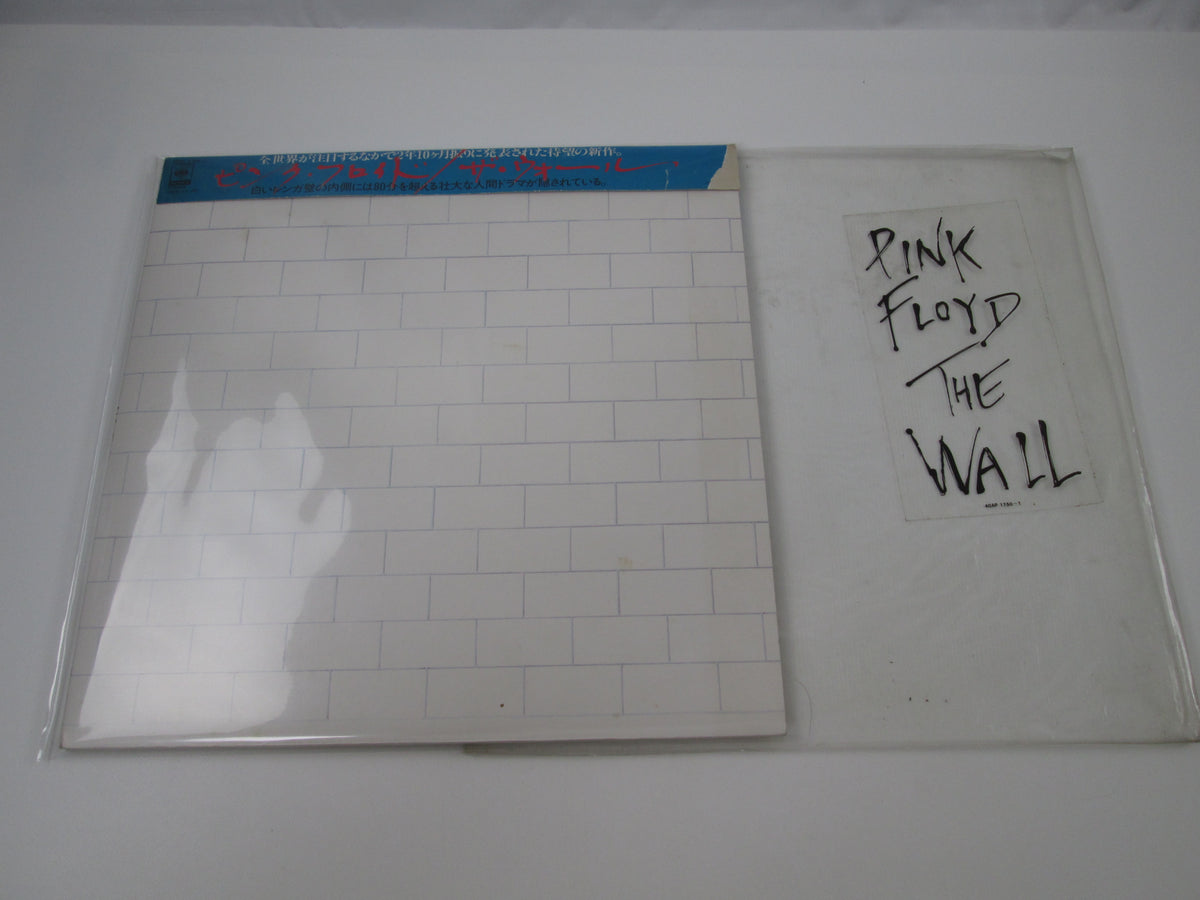 全世界が注目するなかで2年10ヶ月振りに発表された待望の新作。
ピンク・フロイド/ザ・ウォール
白いレンガ壁の内側には80分を超える壮大な人間ドラマが隠されている。
PINK
FLOYD
THE
WALL
40AP 1750~1